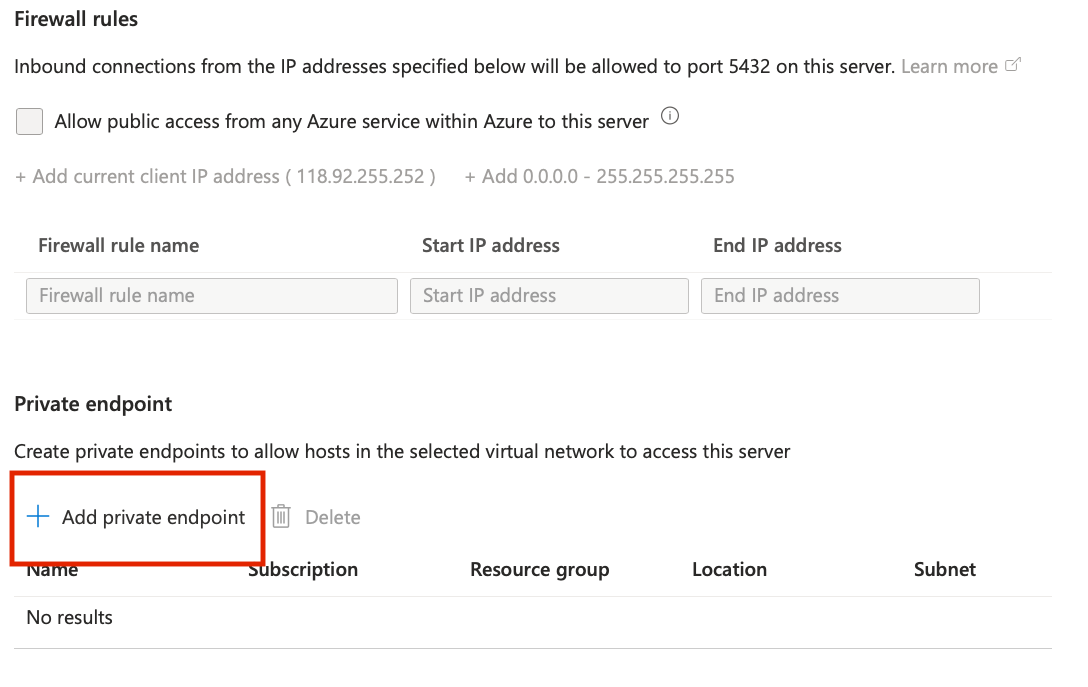 Firewall rules
Inbound connections from the IP addresses specified below will be allowed to port 5432 on this server. Learn more
Allow public access from any Azure service within Azure to this server
+ Add current client IP address ( 118.92.255.252 ) + Add 0.0.0.0 - 255.255.255.255
Firewall rule name Start IP address End IP address
Firewall rule name Start IP address End IP address
Private endpoint
Create private endpoints to allow hosts in the selected virtual network to access this server
+ Add private endpoint Delete
Name Subscription Resource group Location Subnet
No results